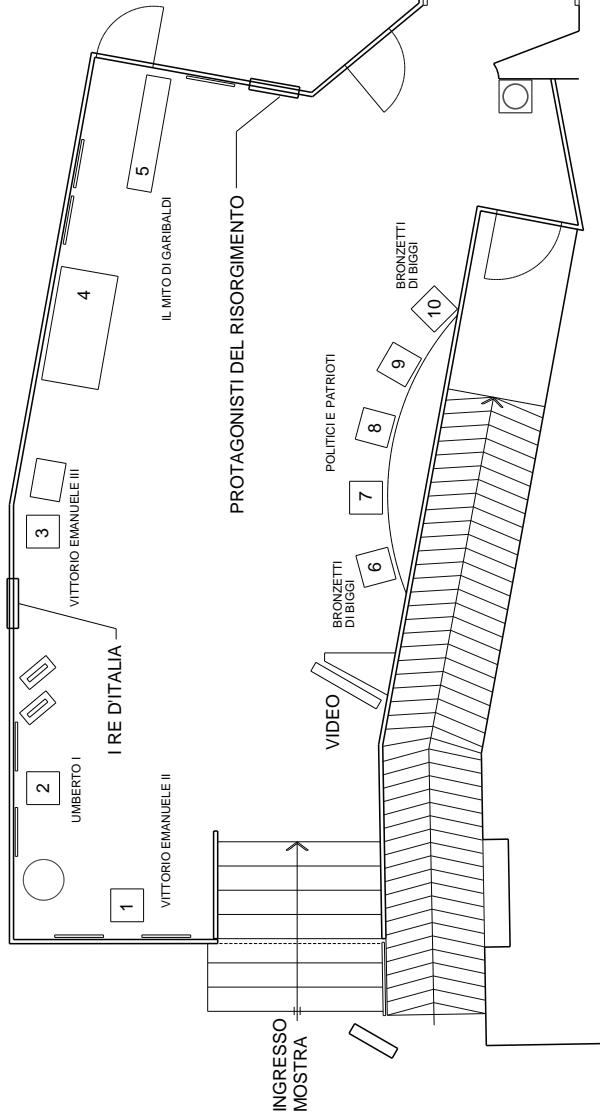 INGRESSO
MOSTRA
1
VITTORIO EMANUELE II
2
UMBERTO I
I RE D'ITALIA
3
VITTORIO EMANUELE III
4
5
IL MITO DI GARIBALDI
PROTAGONISTI DEL RISORGIMENTO
VIDEO
BRONZETTI
DI BIGGI
6
7
8
POLITICI E PATRIOTI
9
10
BRONZETTI
DI BIGGI